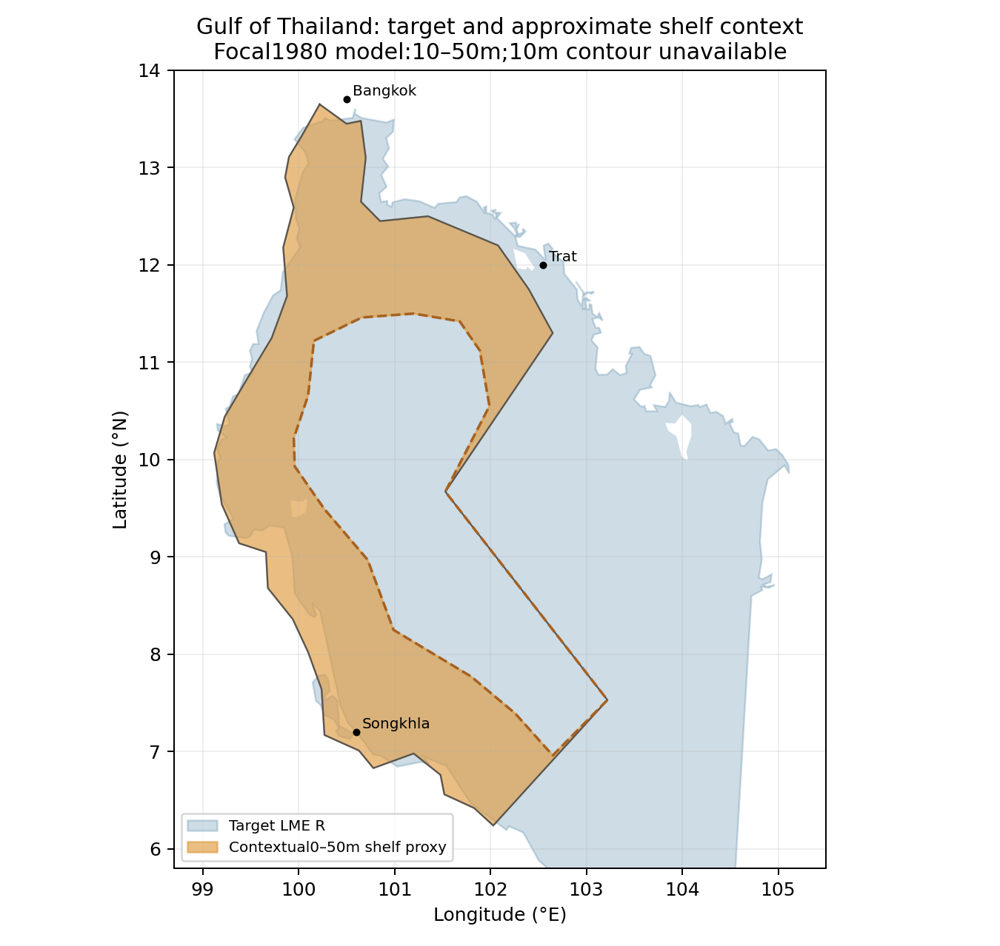 Gulf of Thailand: target and approximate shelf context
Focal1980 model:10–50m;10m contour unavailable
14
13
12
11
10
9
8
7
6
Latitude (°N)
Bangkok
Trat
Songkhla
Target LME R
Contextual0–50m shelf proxy
99
100
101
102
103
104
105
Longitude (°E)